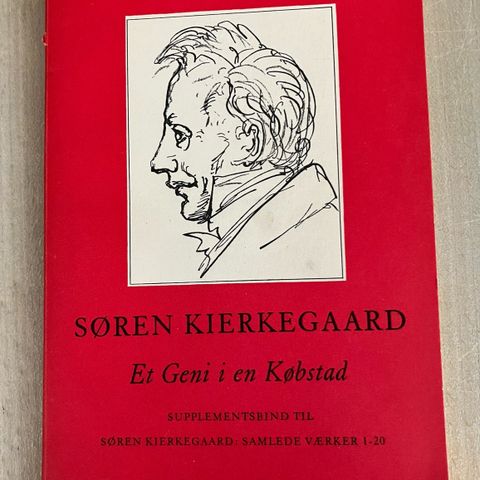 SØREN KIERKEGAARD
Et Geni i en Købstad
SUPPLEMENTSBIND TIL
SØREN KIERKEGAARD: SAMLEDE VÆRKER 1-20